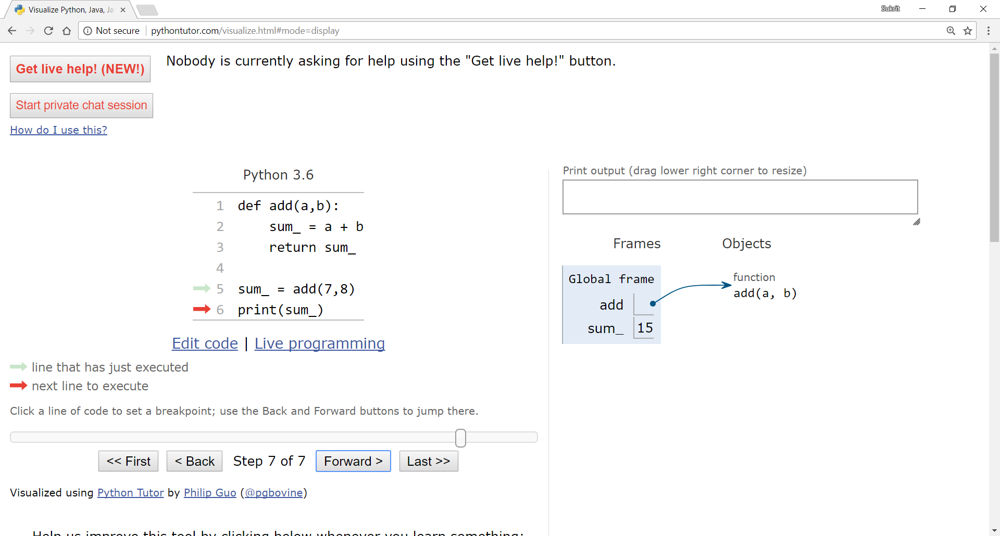 Visualize Python, Java, Ja
Sukrit
Not secure
pythontutor.com/visualize.html#mode=display
Get live help! (NEW!)
Nobody is currently asking for help using the "Get live help!" button.
Start private chat session
How do I use this?
Python 3.6
1 def add(a,b):
2     sum_ = a + b
3     return sum_
4
5 sum_ = add(7,8)
6 print(sum_)
Edit code | Live programming
line that has just executed
next line to execute
Click a line of code to set a breakpoint; use the Back and Forward buttons to jump there.
<< First
< Back
Step 7 of 7
Forward >
Last >>
Visualized using Python Tutor by Philip Guo (@pgbovine)
Help us improve this tool by clicking below whenever you learn something:
Print output (drag lower right corner to resize)
Frames
Objects
Global frame
add
sum_ 15
function
add(a, b)